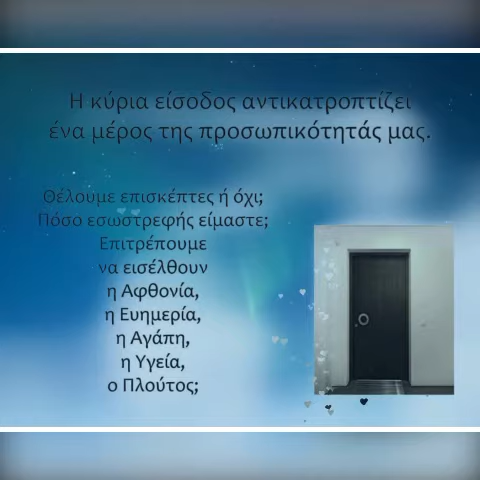 Η κύρια είσοδος αντικατροπτίζει
ένα μέρος της προσωπικότητάς μας.
Θέλουμε επισκέπτες ή όχι;
Πόσο εσωστρεφής είμαστε;
Επιτρέπουμε
να εισέλθουν
η Αφθονία,
η Ευημερία,
η Αγάπη,
η Υγεία,
ο Πλούτος;